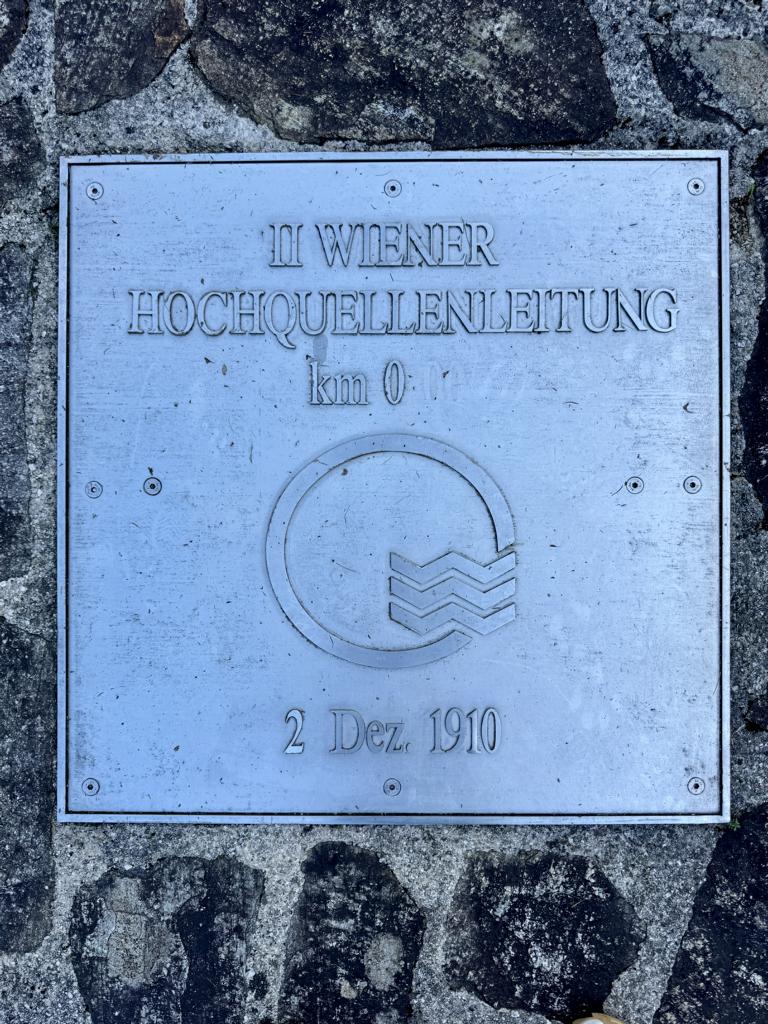 II WIENER
HOCHQUELLENLEITUNG
km 0
2 Dez. 1910